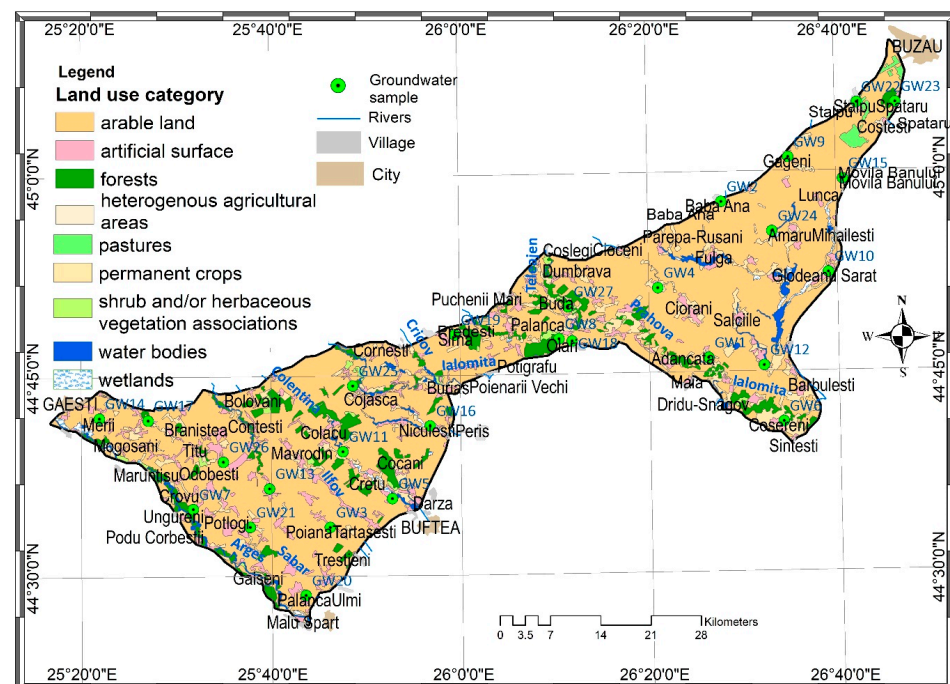 25°20'0"E
25°40'0"E
26°0'0"E
26°20'0"E
26°40'0"E
Legend
Land use category
arable land
artificial surface
forests
heterogenous agricultural
areas
pastures
permanent crops
shrub and/or herbaceous
vegetation associations
water bodies
wetlands
Groundwater
sample
Rivers
Village
City
BUZAU
GW22
GW23
Staipu
Staipu
Spataru
Costesti
Spataru
GW9
Gageni
GW15
Movila Banului
Movila Banului
GW2
Baba Ana
Baba Ana
Lunca
GW24
Amaru
Mihailesti
Parepa-Rusani
Fulga
GW10
Glodeanu Sarat
Coslegi
Cioceni
Telajen
Dumbrava
GW4
GW27
Puchenii Mari
Buda
Prahova
Ciorani
Salciile
GW19
Predesti
Sirna
Palanca
GW8
Olari
GW18
GW1
GW12
Cricov
Cornesti
Ialomita
Potigrafu
Adancata
Maia
GW25
Cojasca
Butias
Poienarii Vechi
Ialomita
Barbulesti
Dridu-Snagov
GW6
Cosereni
Sintesti
Colentina
GAESTI
GW14
GW17
Bolovani
Merii
Mogosani
Branistea
Contesti
GW16
Niculesti
Peris
Colacu
GW11
Titu
GW26
Mavrodin
Cocani
Maruntisu
Odobesti
GW13
Ilfov
Cretu
GW5
Crovu
GW7
Darza
Ungureni
Potlogi
GW21
GW3
BUFTEA
Podu Corbestii
Poiana
Tartasesti
Arges
Sabar
Trestieni
Gaiseni
GW20
Palanca
Ulmi
Malu Spart
45°0'0"N
44°45'0"N
44°30'0"N
45°0'0"N
44°45'0"N
44°30'0"N
N
W
E
S
Kilometers
0 3.5 7 14 21 28
25°20'0"E
25°40'0"E
26°0'0"E
26°20'0"E
26°40'0"E